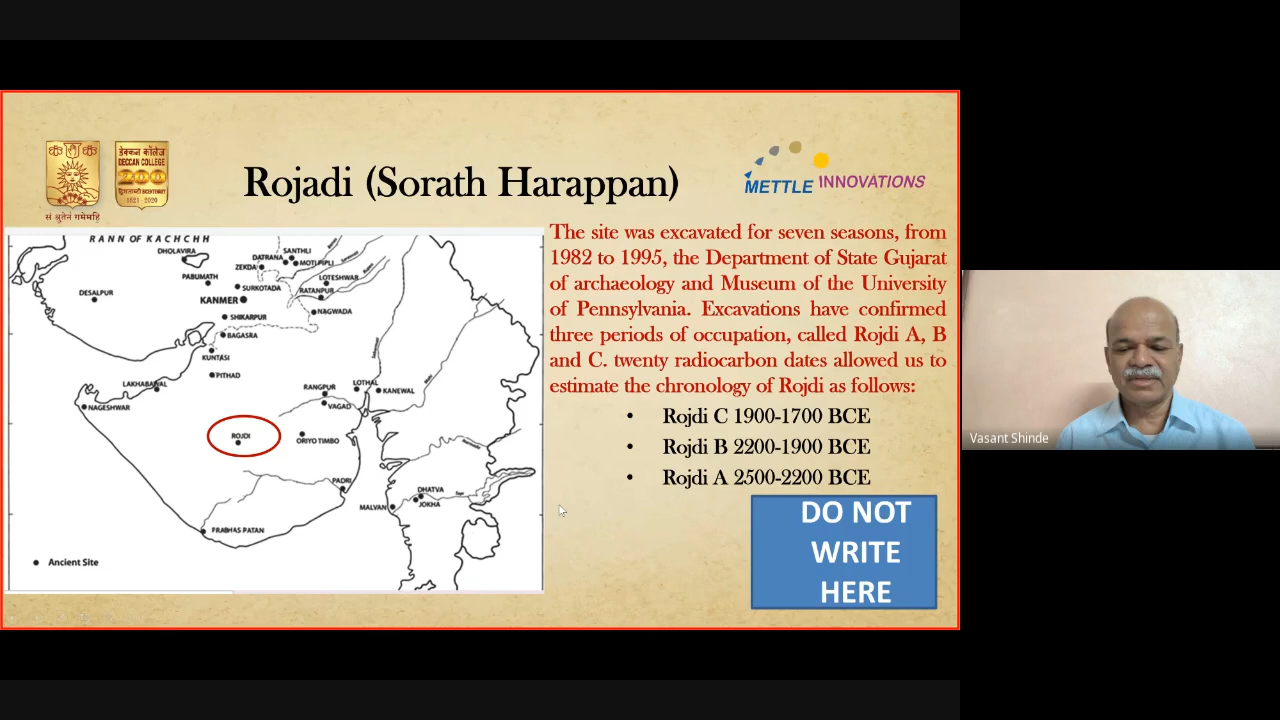 डेक्कन कॉलेज
DECCAN COLLEGE
200
1821-2020
Rojadi (Sorath Harappan)
METTLE INNOVATIONS
The site was excavated for seven seasons, from
1982 to 1995, the Department of State Gujarat
of archaeology and Museum of the University
of Pennsylvania. Excavations have confirmed
three periods of occupation, called Rojdi A, B
and C. twenty radiocarbon dates allowed us to
estimate the chronology of Rojdi as follows:
• Rojdi C 1900-1700 BCE
• Rojdi B 2200-1900 BCE
• Rojdi A 2500-2200 BCE
DO NOT
WRITE
HERE
RANN OF KACHCHH
DHOLAVIRA
SANTHLI
DATRANA
MOTI PIPLI
ZEKDA
PABUMATH
LOTESHWAR
SURKOTADA
RATANPUR
DESALPUR
KANMER
NAGWADA
SHIKARPUR
BAGASRA
KUNTASI
PITHAD
LAKHABAWAL
RANGPUR
LOTHAL
KANEWAL
NAGESHWAR
VAGAD
ROJDI
ORIYO TIMBO
PADRI
DHATVA
MALVAN
JOKHA
PRABHAS PATAN
Ancient Site
Vasant Shinde